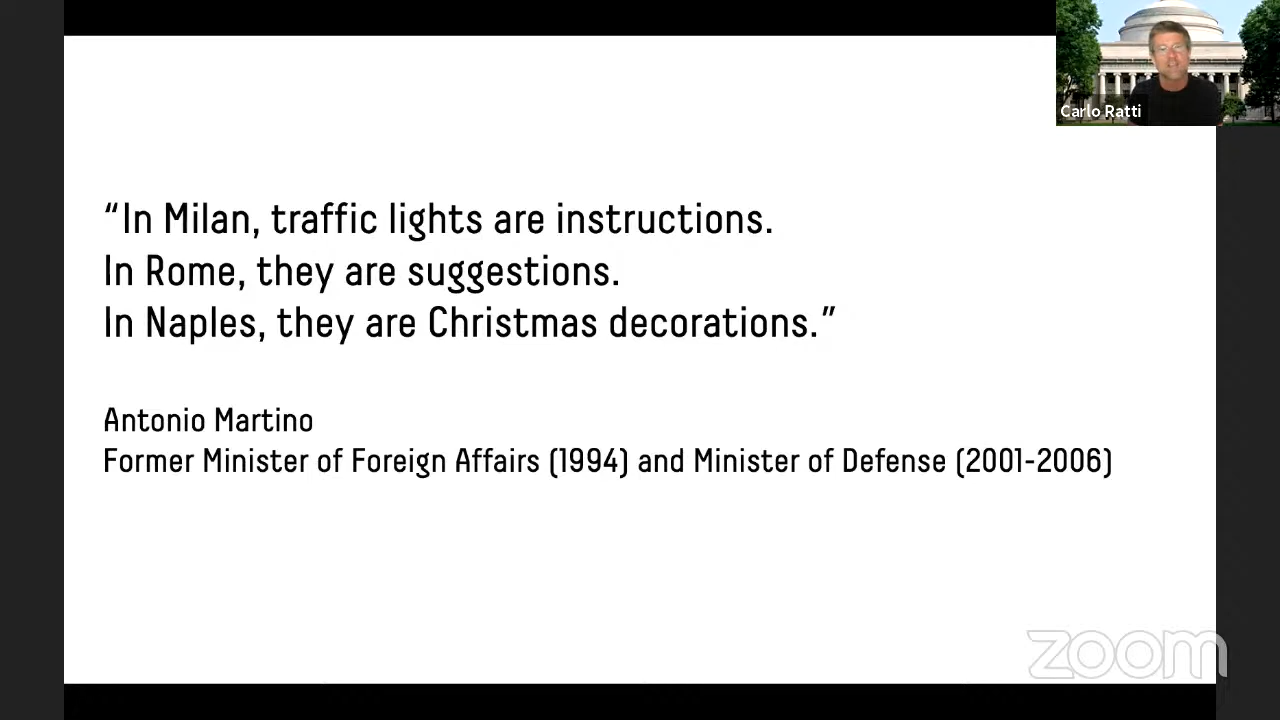 Carlo Ratti
“In Milan, traffic lights are instructions.
In Rome, they are suggestions.
In Naples, they are Christmas decorations.”
Antonio Martino
Former Minister of Foreign Affairs (1994) and Minister of Defense (2001-2006)
zoom